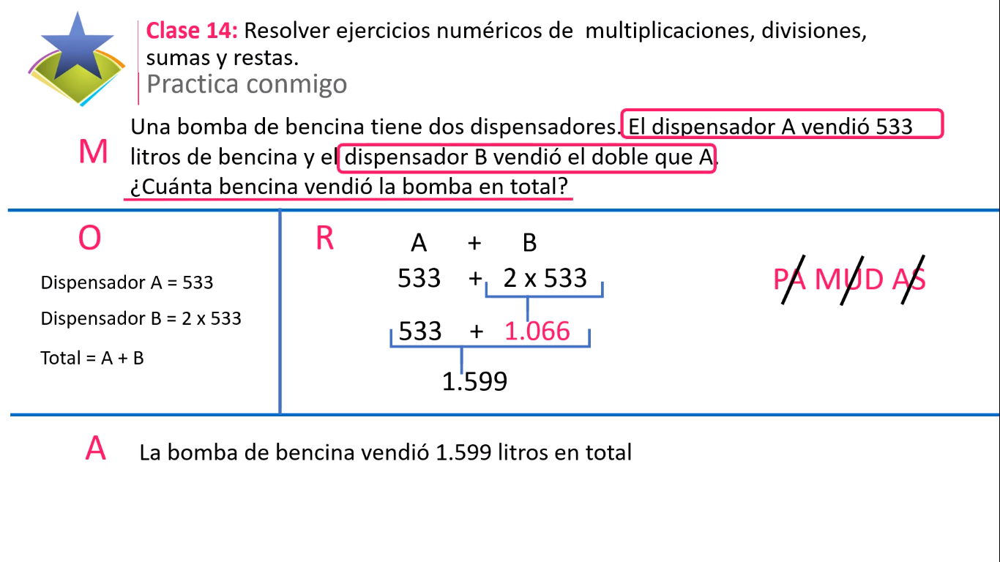 Clase 14: Resolver ejercicios numéricos de  multiplicaciones, divisiones,
sumas y restas.
Practica conmigo
Una bomba de bencina tiene dos dispensadores. El dispensador A vendió 533
M litros de bencina y el dispensador B vendió el doble que A.
¿Cuánta bencina vendió la bomba en total?
O
Dispensador A = 533
Dispensador B = 2 x 533
Total = A + B
R
A + B
533 + 2 x 533
533 + 1.066
1.599
PA MUD AS
A La bomba de bencina vendió 1.599 litros en total